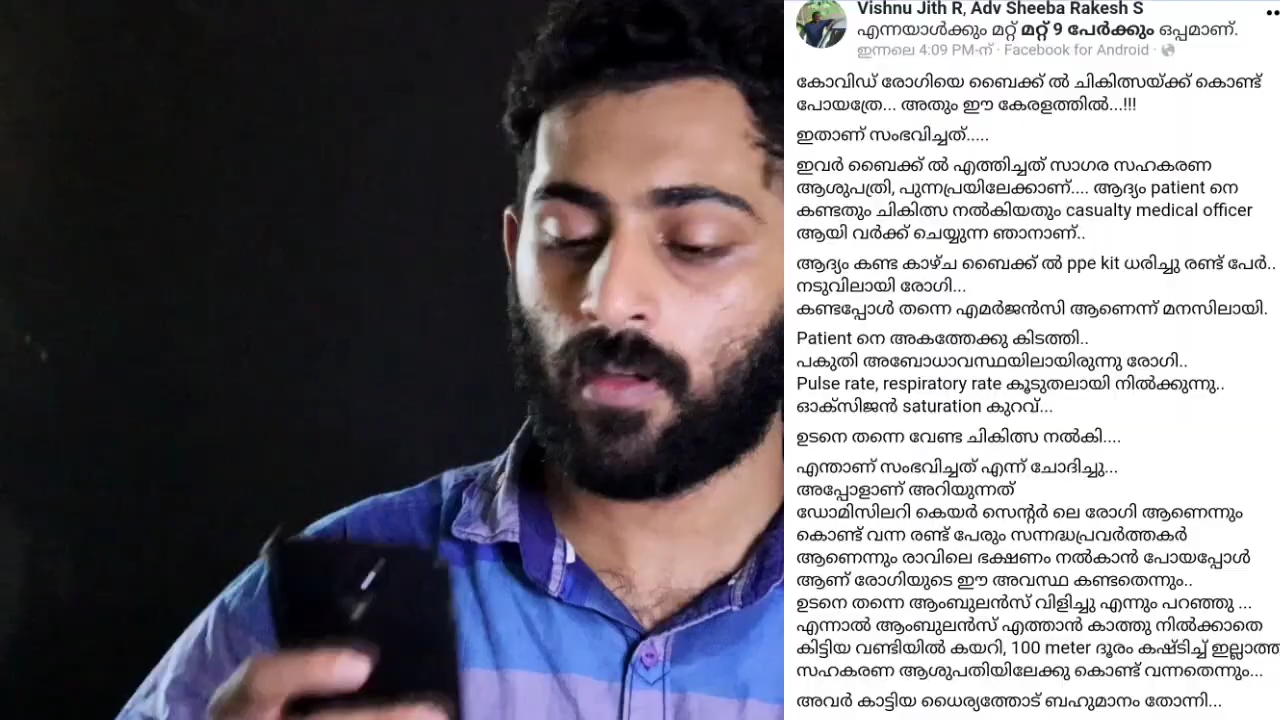 Vishnu Jith R, Adv Sheeba Rakesh S
എന്നയാൾക്കും മറ്റ് മറ്റ് 9 പേർക്കും ഒപ്പമാണ്.
ഇന്നലെ 4:09 PM-ന് · Facebook for Android ·
കോവിഡ് രോഗിയെ ബൈക്ക് ൽ ചികിത്സയ്ക്ക് കൊണ്ട്
പോയത്രേ... അതും ഈ കേരളത്തിൽ...!!!
ഇതാണ് സംഭവിച്ചത്.....
ഇവർ ബൈക്ക് ൽ എത്തിച്ചത് സാഗര സഹകരണ
ആശുപത്രി, പുന്നപ്രയിലേക്കാണ്.... ആദ്യം patient നെ
കണ്ടതും ചികിത്സ നൽകിയതും casualty medical officer
ആയി വർക്ക് ചെയ്യുന്ന ഞാനാണ്..
ആദ്യം കണ്ട കാഴ്ച ബൈക്ക് ൽ ppe kit ധരിച്ചു രണ്ട് പേർ..
നടുവിലായി രോഗി...
കണ്ടപ്പോൾ തന്നെ എമർജൻസി ആണെന്ന് മനസിലായി.
Patient നെ അകത്തേക്കു കിടത്തി..
പകുതി അബോധാവസ്ഥയിലായിരുന്നു രോഗി..
Pulse rate, respiratory rate കൂടുതലായി നിൽക്കുന്നു..
ഓക്സിജൻ saturation കുറവ്...
ഉടനെ തന്നെ വേണ്ട ചികിത്സ നൽകി....
എന്താണ് സംഭവിച്ചത് എന്ന് ചോദിച്ചു...
അപ്പോളാണ് അറിയുന്നത്
ഡോമിസിലറി കെയർ സെന്റർ ലെ രോഗി ആണെന്നും
കൊണ്ട് വന്ന രണ്ട് പേരും സന്നദ്ധപ്രവർത്തകർ
ആണെന്നും രാവിലെ ഭക്ഷണം നൽകാൻ പോയപ്പോൾ
ആണ് രോഗിയുടെ ഈ അവസ്ഥ കണ്ടതെന്നും..
ഉടനെ തന്നെ ആംബുലൻസ് വിളിച്ചു എന്നും പറഞ്ഞു ...
എന്നാൽ ആംബുലൻസ് എത്താൻ കാത്തു നിൽക്കാതെ
കിട്ടിയ വണ്ടിയിൽ കയറി, 100 meter ദൂരം കഷ്ടിച്ച് ഇല്ലാത്ത
സഹകരണ ആശുപതിയിലേക്കു കൊണ്ട് വന്നതെന്നും...
അവർ കാട്ടിയ ധൈര്യത്തോട് ബഹുമാനം തോന്നി...